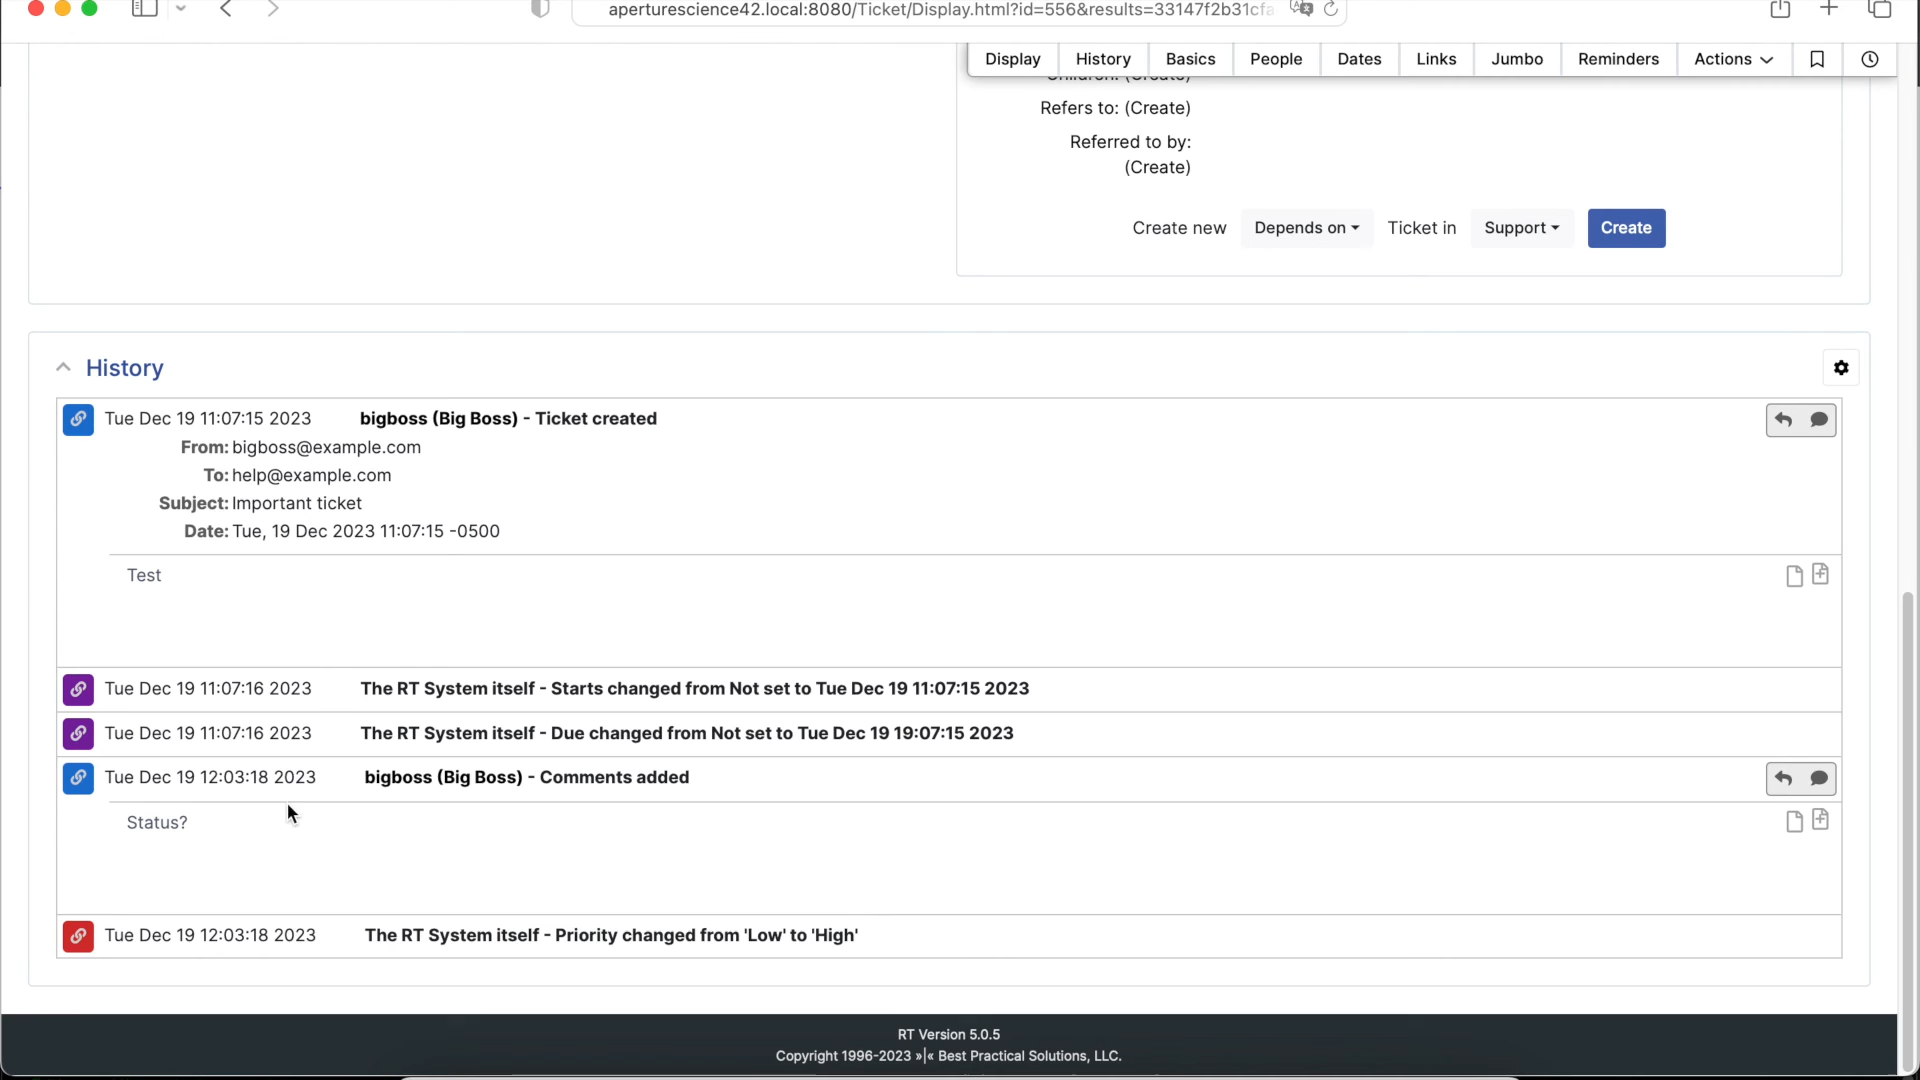 aperturescience42.local:8080/Ticket/Display.html?id=556&results=33147f2b31cfa
Display History Basics People Dates Links Jumbo Reminders Actions
Children: (Create)
Refers to: (Create)
Referred to by:
(Create)
Create new Depends on Ticket in Support Create
History
Tue Dec 19 11:07:15 2023 bigboss (Big Boss) - Ticket created
From: bigboss@example.com
To: help@example.com
Subject: Important ticket
Date: Tue, 19 Dec 2023 11:07:15 -0500
Test
Tue Dec 19 11:07:16 2023 The RT System itself - Starts changed from Not set to Tue Dec 19 11:07:15 2023
Tue Dec 19 11:07:16 2023 The RT System itself - Due changed from Not set to Tue Dec 19 19:07:15 2023
Tue Dec 19 12:03:18 2023 bigboss (Big Boss) - Comments added
Status?
Tue Dec 19 12:03:18 2023 The RT System itself - Priority changed from 'Low' to 'High'
RT Version 5.0.5
Copyright 1996-2023 »|« Best Practical Solutions, LLC.